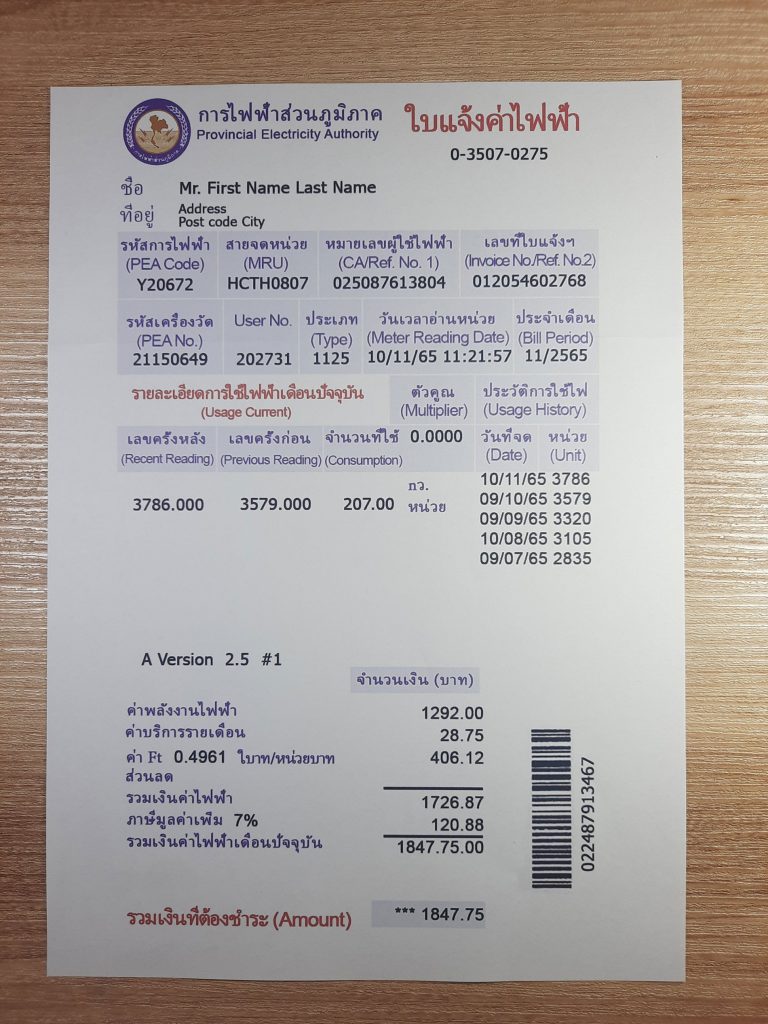 การไฟฟ้าส่วนภูมิภาค
Provincial Electricity Authority
ใบแจ้งค่าไฟฟ้า
0-3507-0275
การไฟฟ้าส่วนภูมิภาค
ชื่อ Mr. First Name Last Name
ที่อยู่ Address
Post code City
รหัสการไฟฟ้า สายจดหน่วย หมายเลขผู้ใช้ไฟฟ้า เลขที่ใบแจ้งฯ
(PEA Code) (MRU) (CA/Ref. No. 1) (Invoice No./Ref. No.2)
Y20672 HCTH0807 025087613804 012054602768
รหัสเครื่องวัด User No. ประเภท วันเวลาอ่านหน่วย ประจำเดือน
(PEA No.) (Type) (Meter Reading Date) (Bill Period)
21150649 202731 1125 10/11/65 11:21:57 11/2565
รายละเอียดการใช้ไฟฟ้าเดือนปัจจุบัน ตัวคูณ ประวัติการใช้ไฟ
(Usage Current) (Multiplier) (Usage History)
เลขครั้งหลัง เลขครั้งก่อน จำนวนที่ใช้ 0.0000 วันที่จด หน่วย
(Recent Reading) (Previous Reading) (Consumption) (Date) (Unit)
3786.000 3579.000 207.00 กว.
หน่วย
10/11/65 3786
09/10/65 3579
09/09/65 3320
10/08/65 3105
09/07/65 2835
A Version 2.5 #1
จำนวนเงิน (บาท)
ค่าพลังงานไฟฟ้า 1292.00
ค่าบริการรายเดือน 28.75
ค่า Ft 0.4961 ใบาท/หน่วยบาท 406.12
ส่วนลด
รวมเงินค่าไฟฟ้า 1726.87
ภาษีมูลค่าเพิ่ม 7% 120.88
รวมเงินค่าไฟฟ้าเดือนปัจจุบัน 1847.75.00
022487913467
รวมเงินที่ต้องชำระ (Amount) *** 1847.75